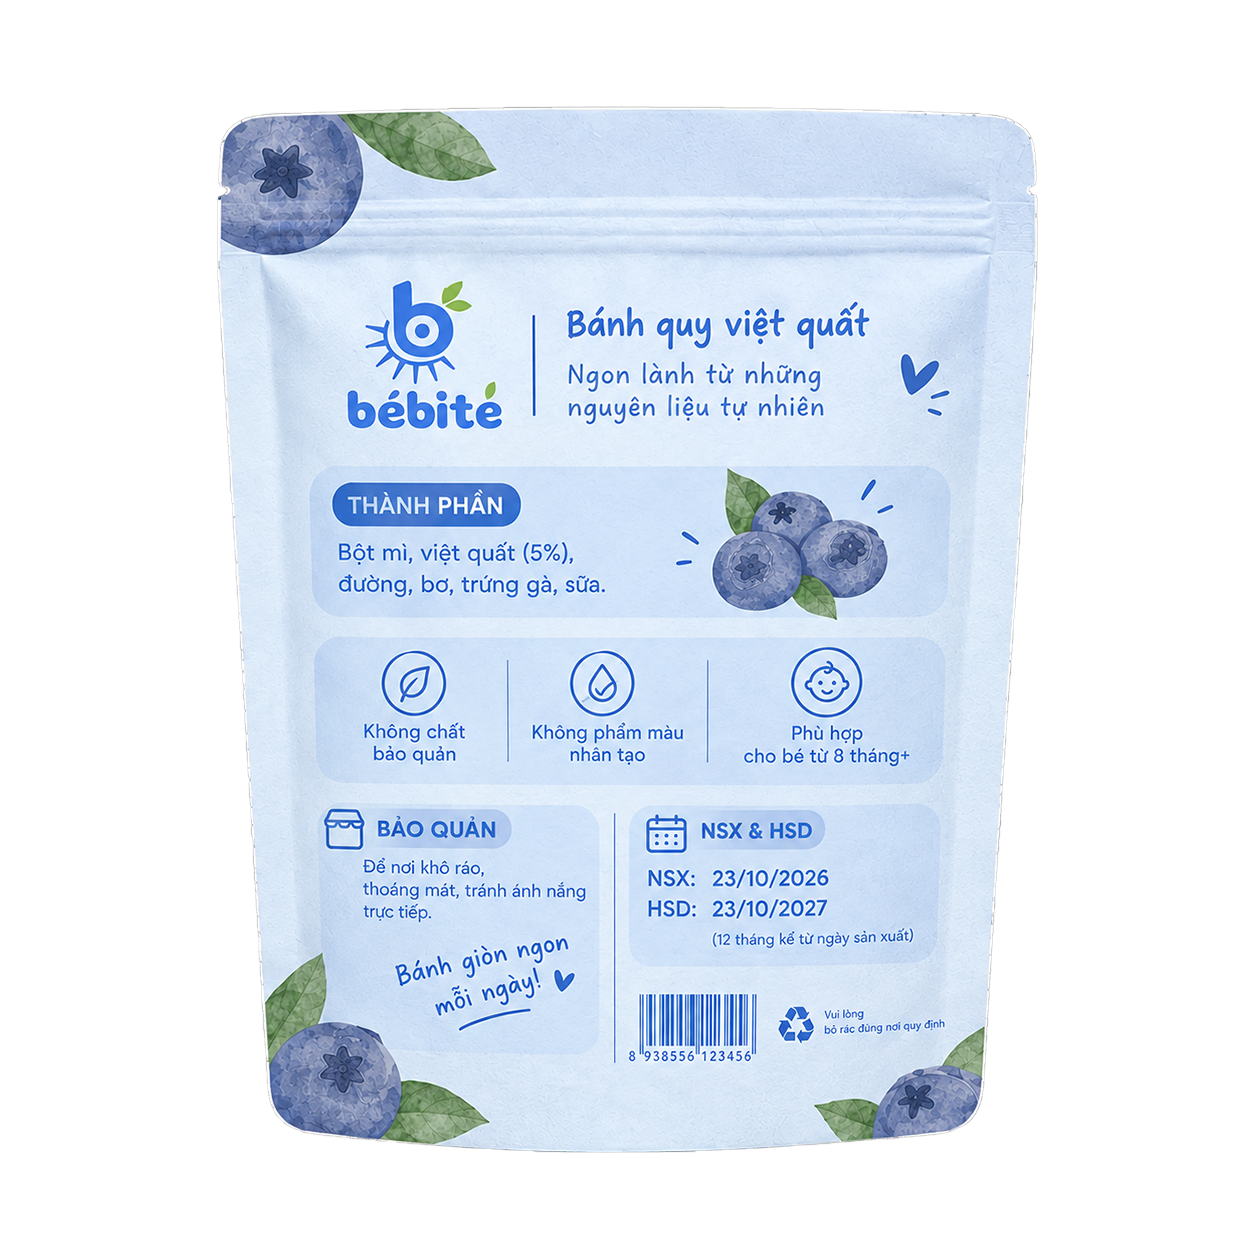 b
bébité
Bánh quy việt quất
Ngon lành từ những
nguyên liệu tự nhiên
THÀNH PHẦN
Bột mì, việt quất (5%),
đường, bơ, trứng gà, sữa.
Không chất
bảo quản
Không phẩm màu
nhân tạo
Phù hợp
cho bé từ 8 tháng+
BẢO QUẢN
Để nơi khô ráo,
thoáng mát, tránh ánh nắng
trực tiếp.
Bánh giòn ngon
mỗi ngày!
NSX & HSD
NSX: 23/10/2026
HSD: 23/10/2027
(12 tháng kể từ ngày sản xuất)
8 938556 123456
Vui lòng
bỏ rác đúng nơi quy định